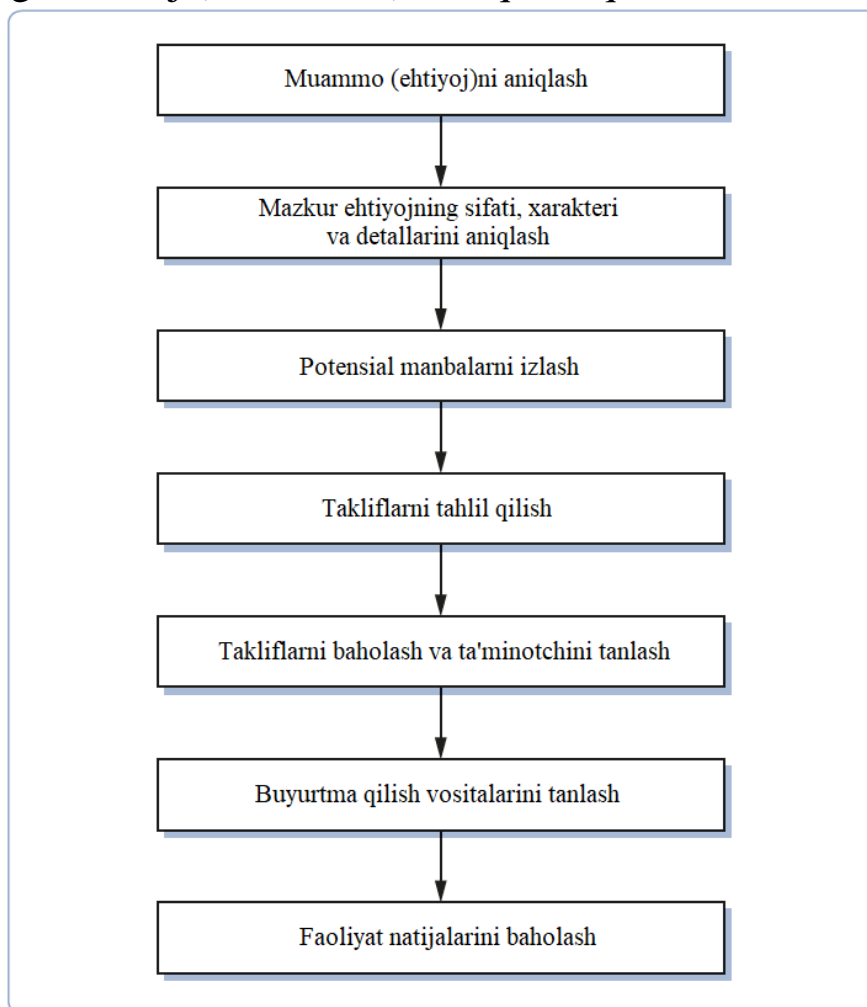 Muammo (ehtiyoj)ni aniqlash
Mazkur ehtiyojning sifati, xarakteri
va detallarini aniqlash
Potensial manbalarni izlash
Takliflarni tahlil qilish
Takliflarni baholash va ta'minotchini tanlash
Buyurtma qilish vositalarini tanlash
Faoliyat natijalarini baholash